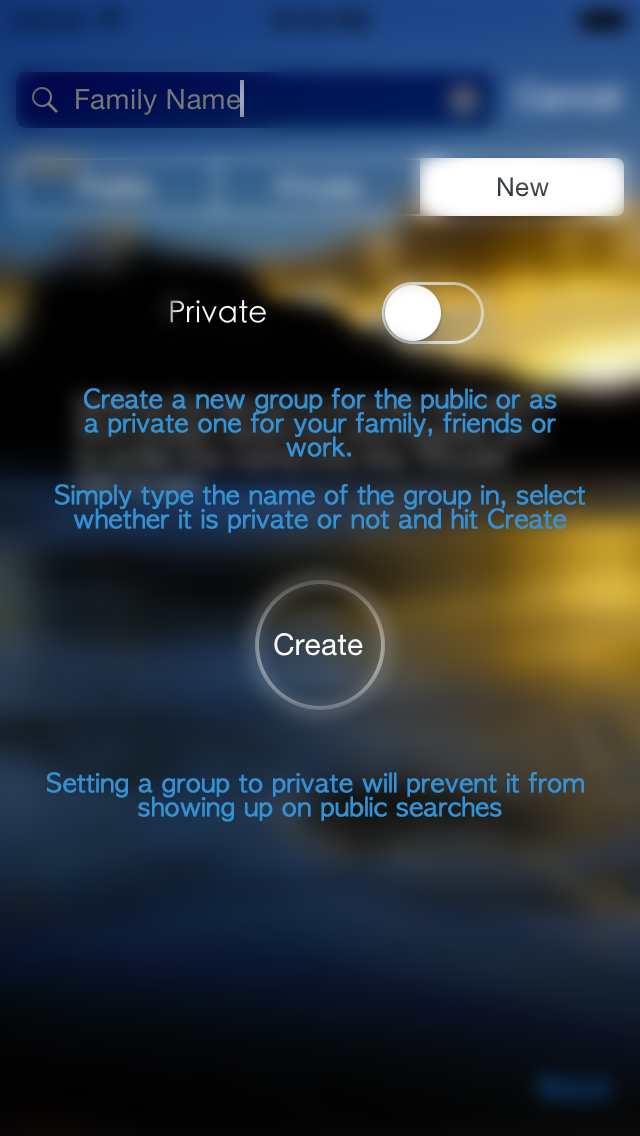 Family Name
New
Private
Create a new group for the public or as
a private one for your family, friends or
work.
Simply type the name of the group in, select
whether it is private or not and hit Create
Create
Setting a group to private will prevent it from
showing up on public searches